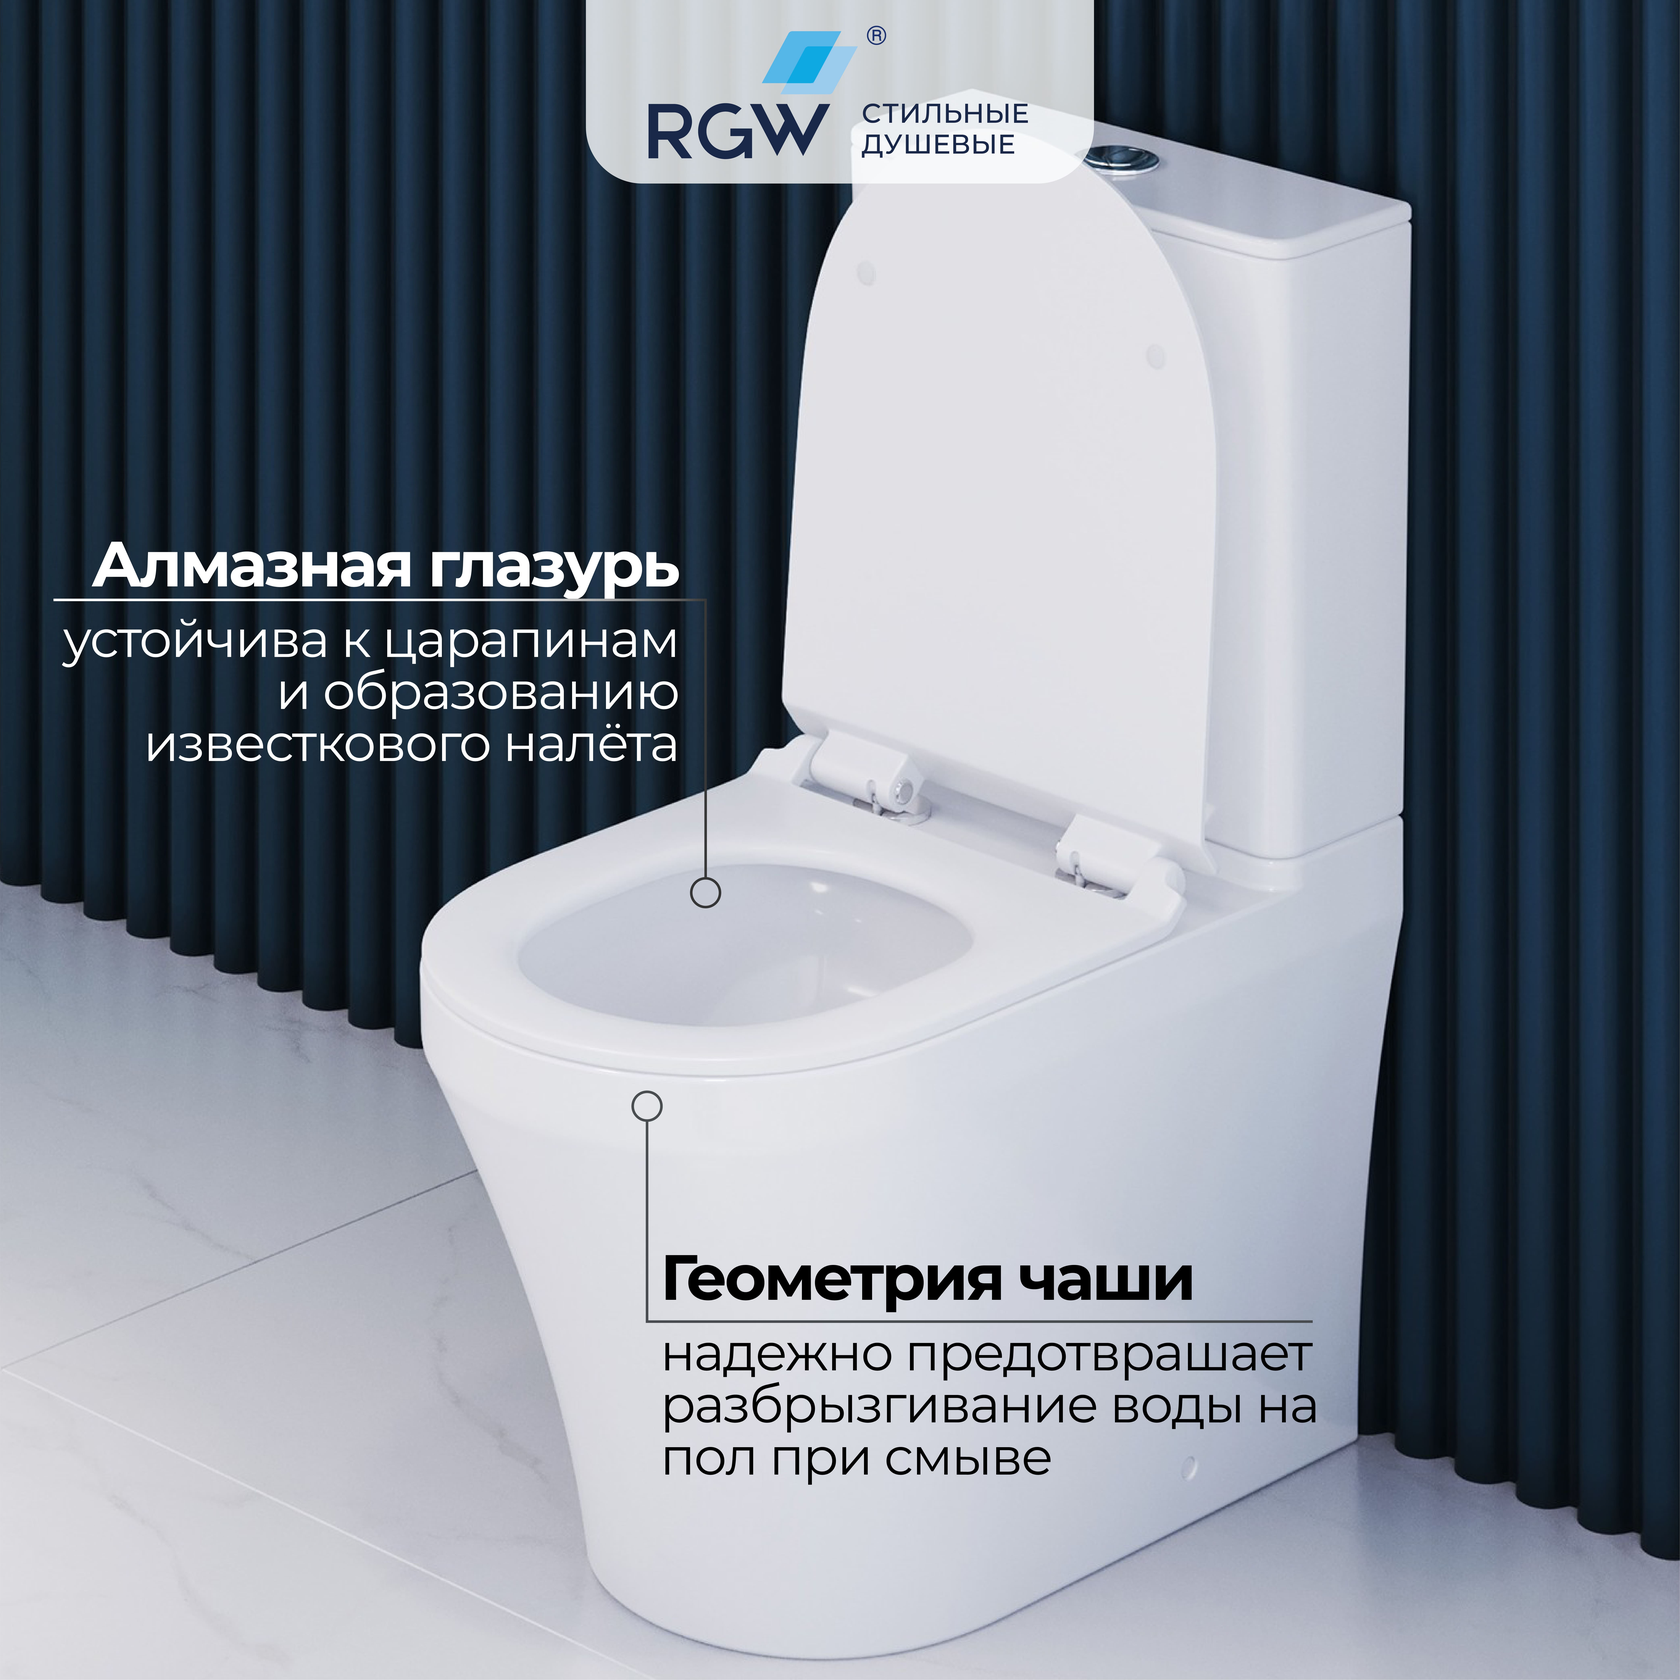 ®
RGW
СТИЛЬНЫЕ
ДУШЕВЫЕ
Алмазная глазурь
устойчива к царапинам
и образованию
известкового налёта
Геометрия чаши
надежно предотврашает
разбрызгивание воды на
пол при смыве